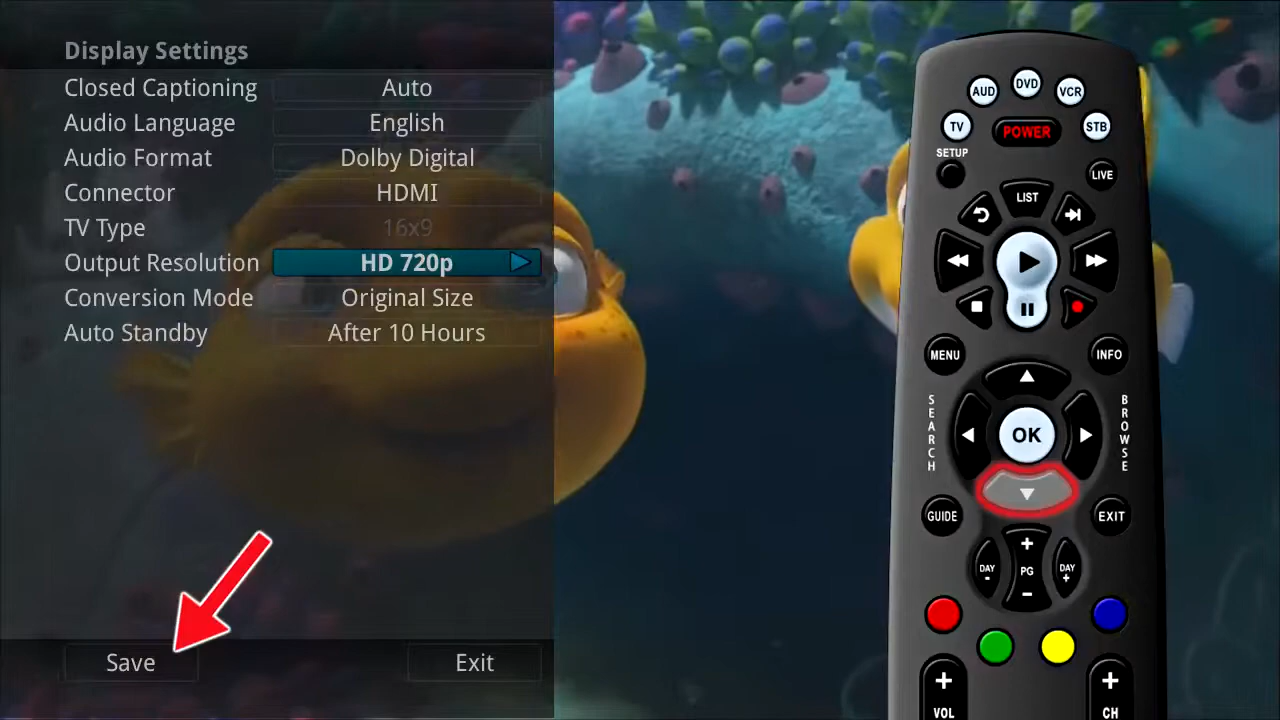 Display Settings
Closed Captioning Auto
Audio Language English
Audio Format Dolby Digital
Connector HDMI
TV Type 16x9
Output Resolution HD 720p
Conversion Mode Original Size
Auto Standby After 10 Hours
Save Exit
AUD DVD VCR
TV POWER STB
SETUP
LIVE
LIST
MENU INFO
SEARCH OK BROWSE
GUIDE EXIT
+
DAY - PG DAY +
-
+ +
VOL CH